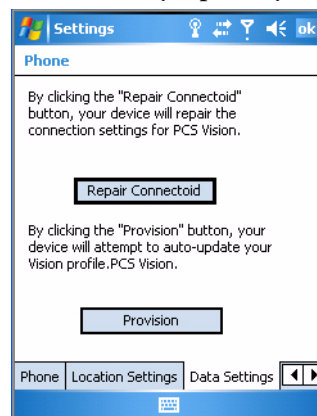 Settings ok
Phone
By clicking the "Repair Connectoid"
button, your device will repair the
connection settings for PCS Vision.
Repair Connectoid
By clicking the "Provision" button, your
device will attempt to auto-update your
Vision profile.PCS Vision.
Provision
Phone Location Settings Data Settings